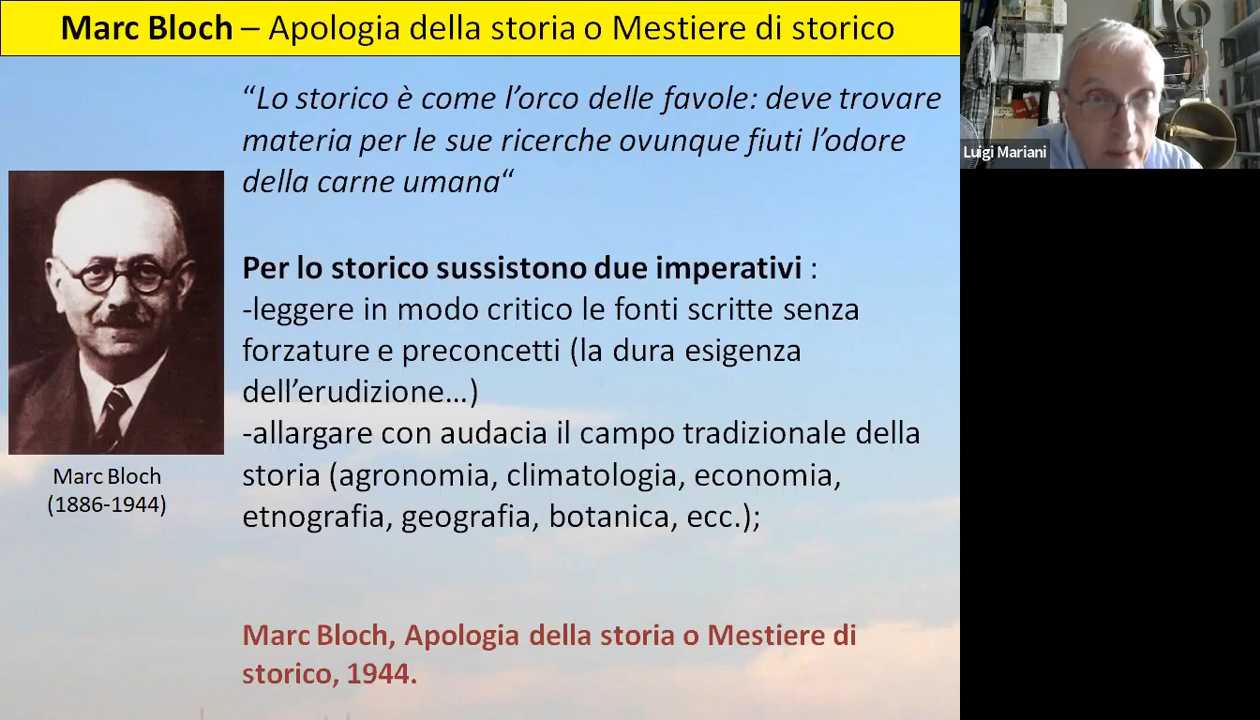 Marc Bloch – Apologia della storia o Mestiere di storico
“Lo storico è come l’orco delle favole: deve trovare
materia per le sue ricerche ovunque fiuti l’odore
della carne umana“
Per lo storico sussistono due imperativi :
-leggere in modo critico le fonti scritte senza
forzature e preconcetti (la dura esigenza
dell’erudizione…)
-allargare con audacia il campo tradizionale della
storia (agronomia, climatologia, economia,
etnografia, geografia, botanica, ecc.);
Marc Bloch
(1886-1944)
Marc Bloch, Apologia della storia o Mestiere di
storico, 1944.
Luigi Mariani